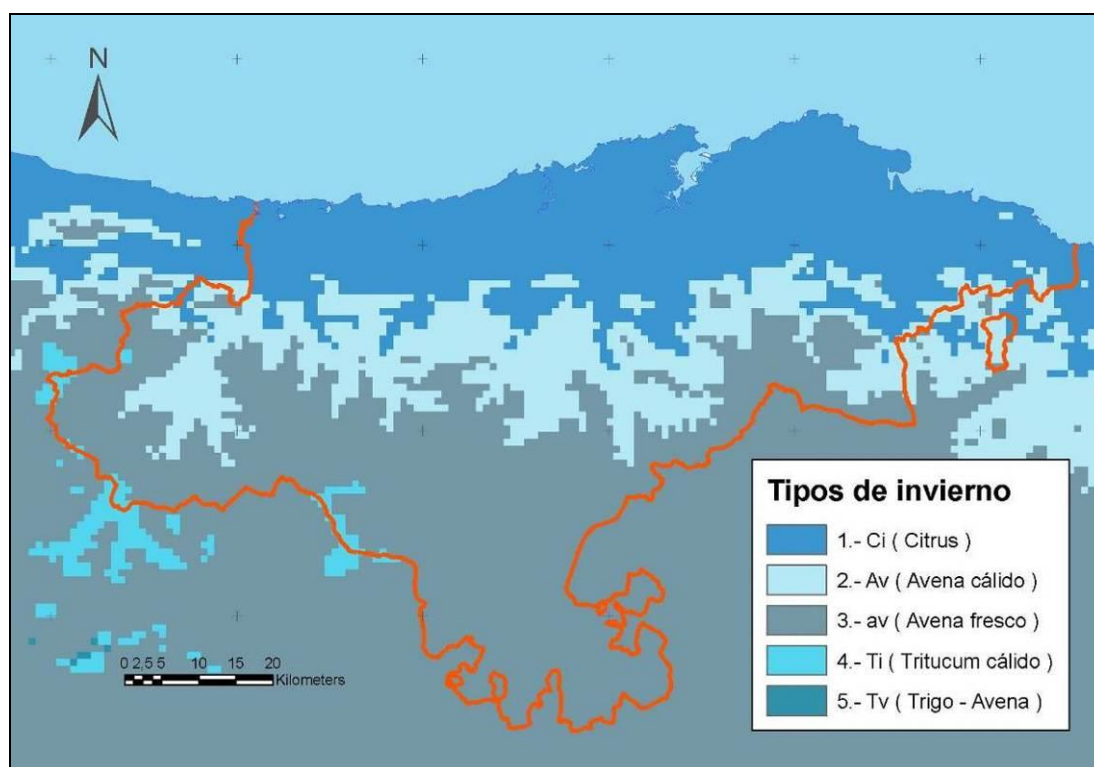 N
Tipos de invierno
1.- Ci ( Citrus )
2.- Av ( Avena cálido )
3.- av ( Avena fresco )
4.- Ti ( Tritucum cálido )
5.- Tv ( Trigo - Avena )
0 2,5 5 10 15 20
Kilometers